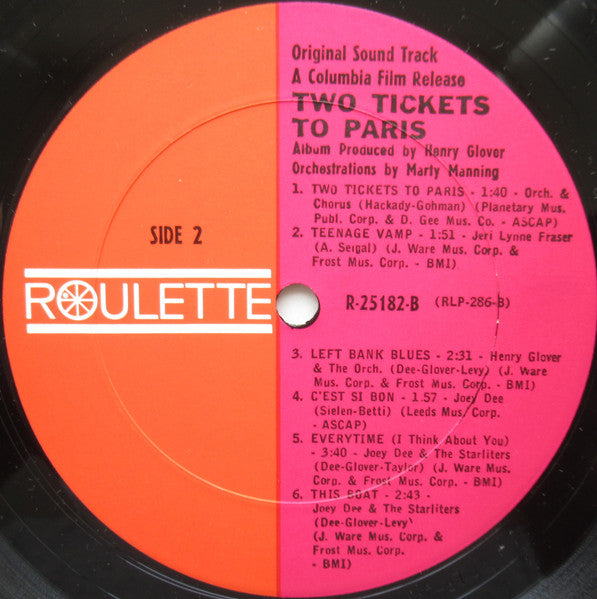 Original Sound Track
A Columbia Film Release
TWO TICKETS
TO PARIS
Album Produced by Henry Glover
Orchestrations by Marty Manning
1. TWO TICKETS TO PARIS - 1:40 - Orch. &
Chorus (Hackady-Gohman) (Planetary Mus.
Publ. Corp. & D. Gee Mus. Co. - ASCAP)
2. TEENAGE VAMP - 1:51 - Jeri Lynne Fraser
(A. Seigal) (J. Ware Mus. Corp. &
Frost Mus. Corp. - BMI)
SIDE 2
ROULETTE
R-25182-B (RLP-286-B)
3. LEFT BANK BLUES - 2:31 - Henry Glover
& The Orch. (Dee-Glover-Levy) (J. Ware
Mus. Corp. & Frost Mus. Corp. - BMI)
4. C'EST SI BON - 1.57 - Joey Dee
(Sielen-Betti) (Leeds Mus. Corp.
- ASCAP)
5. EVERYTIME (I Think About You)
- 3:40 - Joey Dee & The Starliters
(Dee-Glover-Taylor) (J. Ware Mus.
Corp. & Frost Mus. Corp. - BMI)
6. THIS BOAT - 2:43 -
Joey Dee & The Starliters
(Dee-Glover-Levy)
(J. Ware Mus. Corp. &
Frost Mus. Corp.
- BMI)